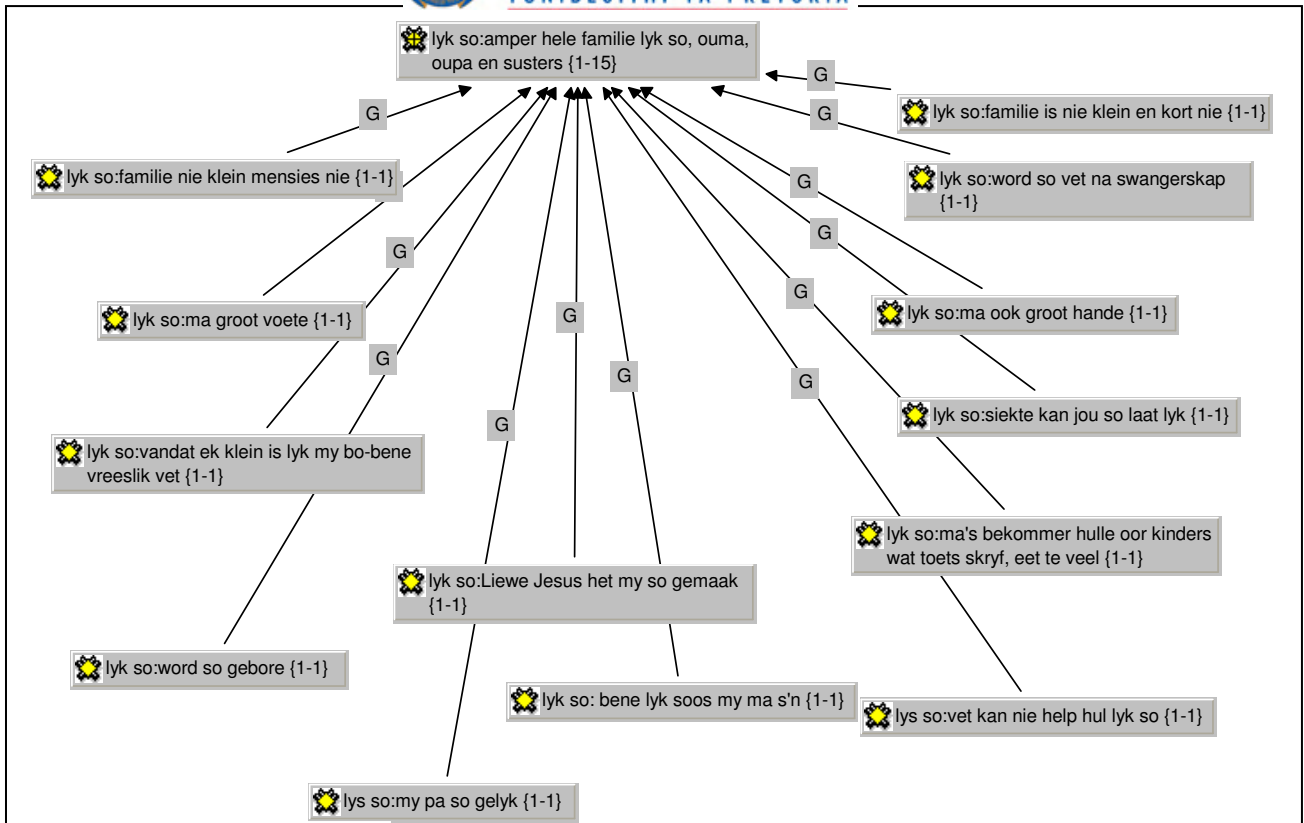 YUNIBESITHI YA PRETORIA
lyk so:amper hele familie lyk so, ouma,
oupa en susters {1-15}
G
lyk so:familie is nie klein en kort nie {1-1}
G
G
lyk so:familie nie klein mensies nie {1-1}
lyk so:word so vet na swangerskap
{1-1}
G
G
G
G
lyk so:ma groot voete {1-1}
G
lyk so:ma ook groot hande {1-1}
G
G
G
G
G
lyk so:siekte kan jou so laat lyk {1-1}
lyk so:vandat ek klein is lyk my bo-bene
vreeslik vet {1-1}
lyk so:ma's bekommer hulle oor kinders
wat toets skryf, eet te veel {1-1}
lyk so:Liewe Jesus het my so gemaak
{1-1}
lyk so:word so gebore {1-1}
lyk so: bene lyk soos my ma s'n {1-1}
lys so:vet kan nie help hul lyk so {1-1}
lys so:my pa so gelyk {1-1}